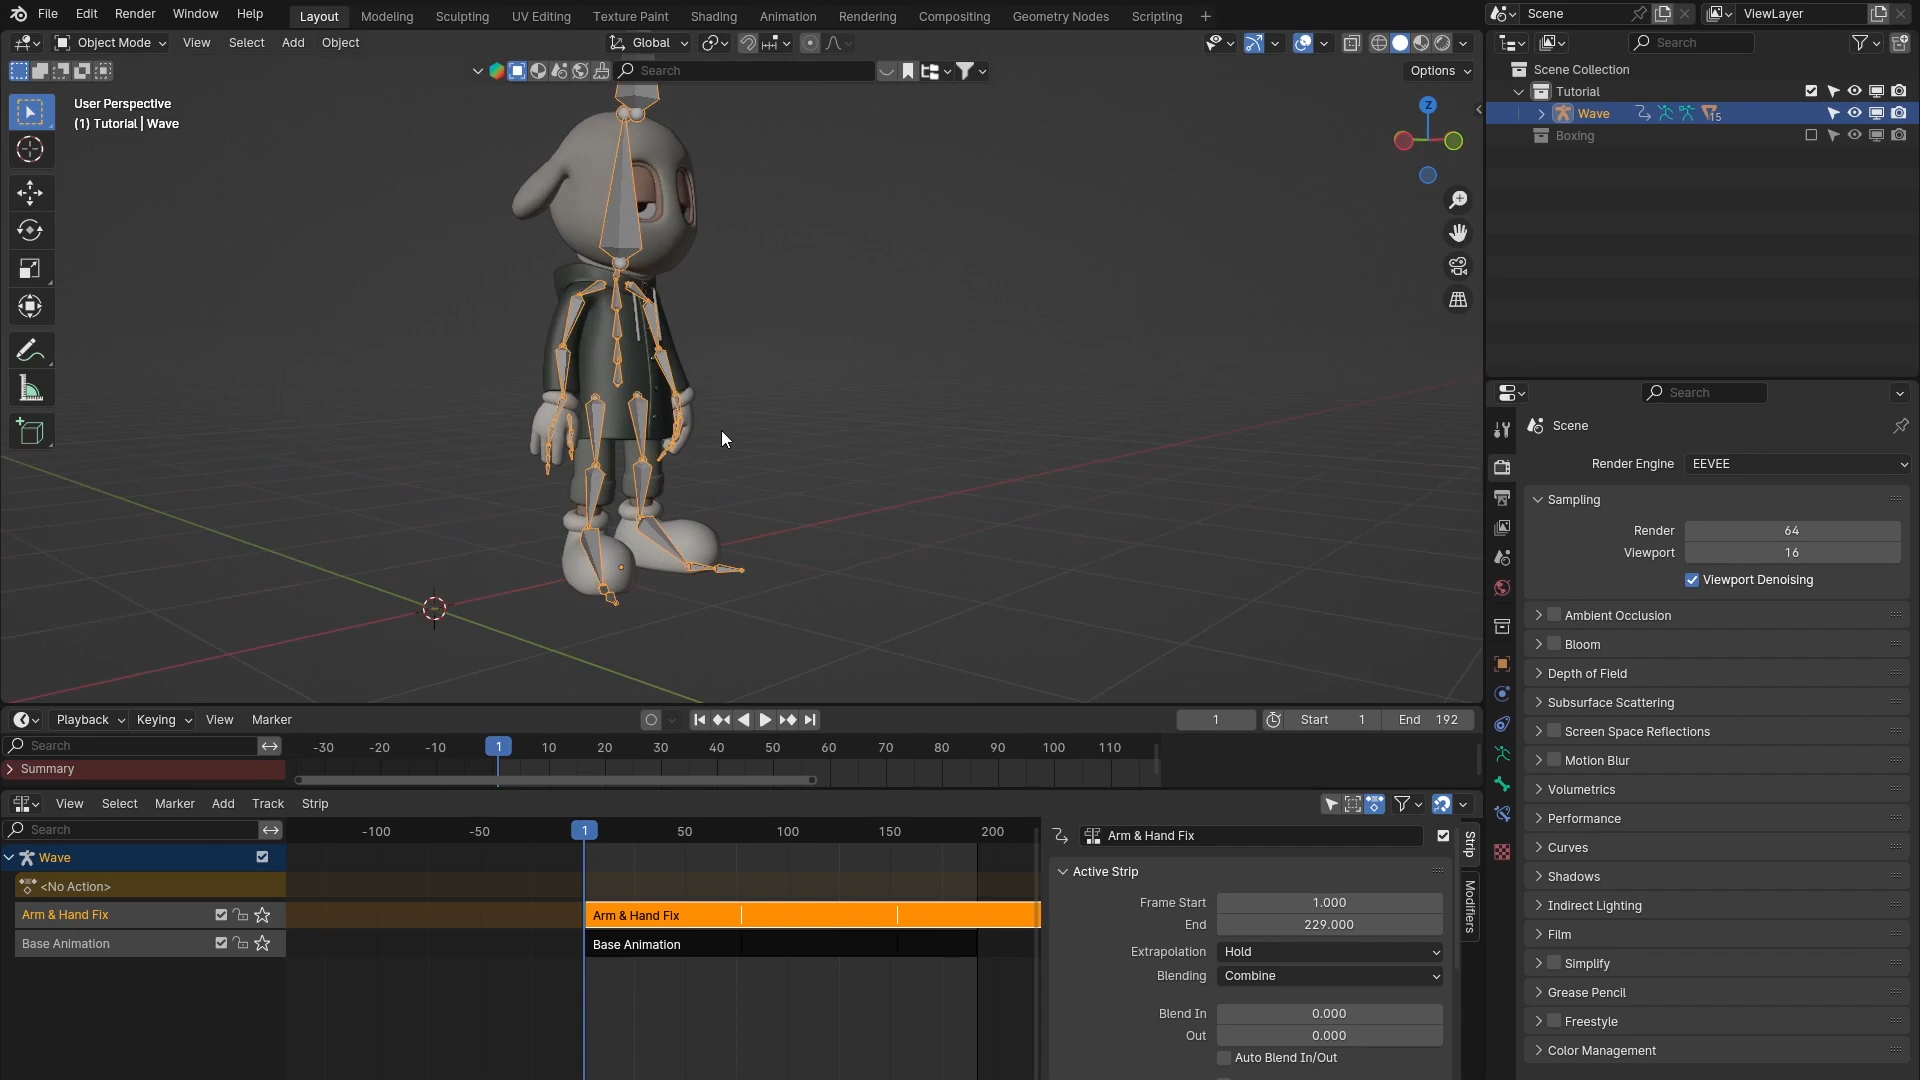 File Edit Render Window Help Layout Modeling Sculpting UV Editing Texture Paint Shading Animation Rendering Compositing Geometry Nodes Scripting + Scene ViewLayer
Object Mode View Select Add Object Global Search
Search Options
User Perspective
(1) Tutorial | Wave
Z
Scene Collection
Tutorial
Wave 15
Boxing
Search
Scene
Render Engine EEVEE
Sampling
Render 64
Viewport 16
Viewport Denoising
Ambient Occlusion
Bloom
Depth of Field
Subsurface Scattering
Screen Space Reflections
Motion Blur
Volumetrics
Performance
Curves
Shadows
Indirect Lighting
Film
Simplify
Grease Pencil
Freestyle
Color Management
Playback Keying View Marker 1 Start 1 End 192
Search -30 -20 -10 1 10 20 30 40 50 60 70 80 90 100 110
Summary
View Select Marker Add Track Strip
Search -100 -50 1 50 100 150 200
Wave
<No Action>
Arm & Hand Fix Arm & Hand Fix
Base Animation Base Animation
Arm & Hand Fix
Active Strip
Frame Start 1.000
End 229.000
Extrapolation Hold
Blending Combine
Blend In 0.000
Out 0.000
Auto Blend In/Out
Strip
Modifiers